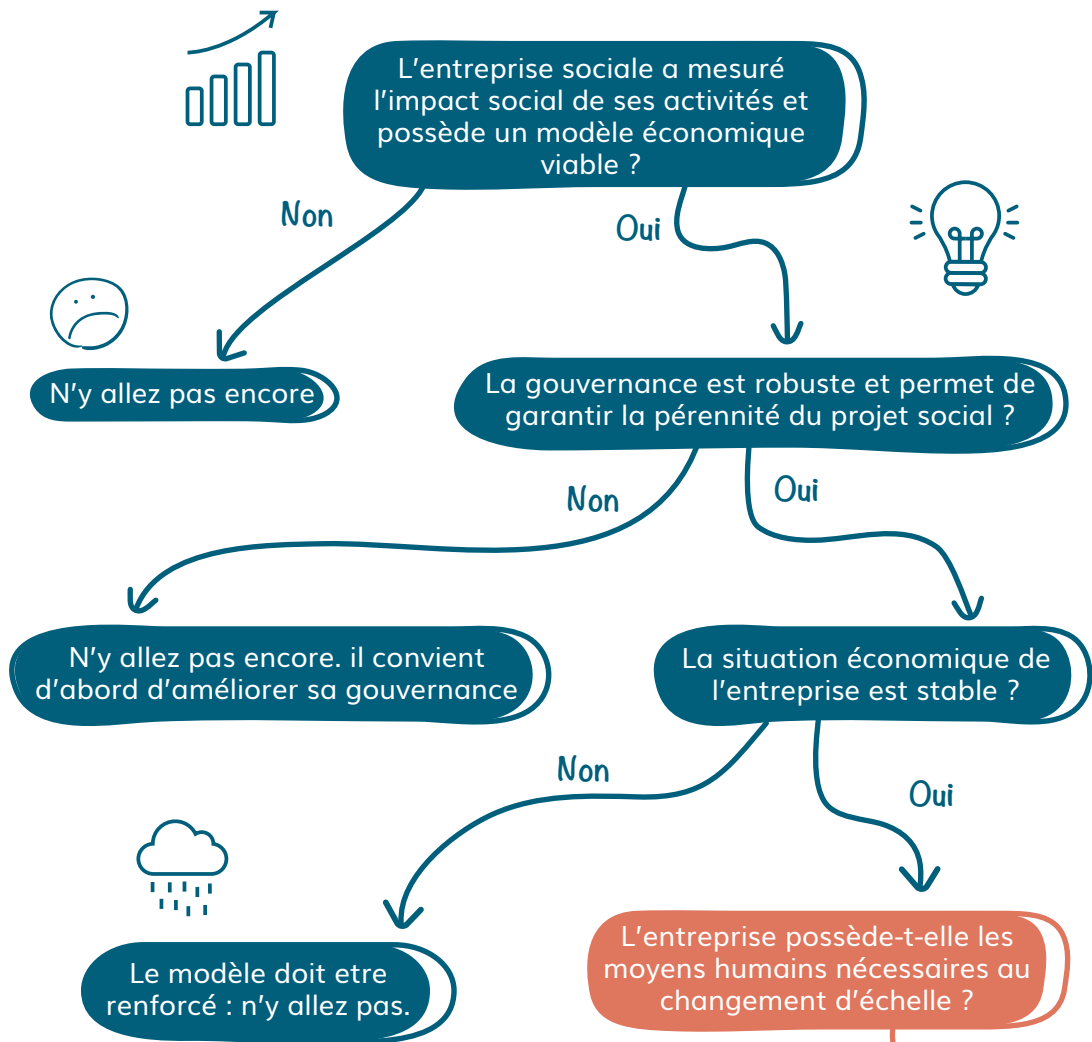 L'entreprise sociale a mesuré
l'impact social de ses activités et
possède un modèle économique
viable ?
Non
Oui
N'y allez pas encore
La gouvernance est robuste et permet de
garantir la pérennité du projet social ?
Non
Oui
N'y allez pas encore. il convient
d'abord d'améliorer sa gouvernance
La situation économique de
l'entreprise est stable ?
Non
Oui
Le modèle doit etre
renforcé : n'y allez pas.
L'entreprise possède-t-elle les
moyens humains nécessaires au
changement d'échelle ?